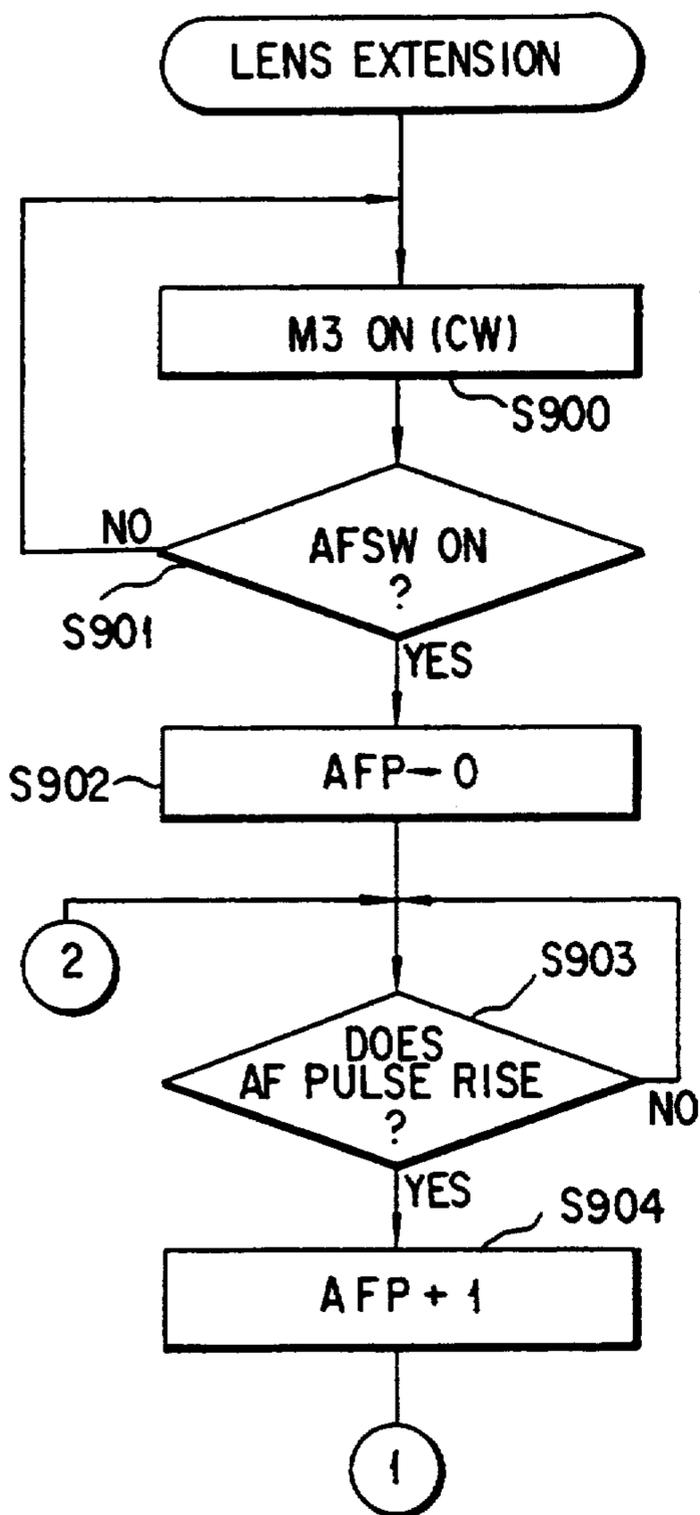 LENS EXTENSION
M3 ON (CW)
S900
NO
AFSW ON
?
S901
YES
S902
AFP ← 0
2
S903
DOES
AF PULSE RISE
?
NO
YES
S904
AFP + 1
1